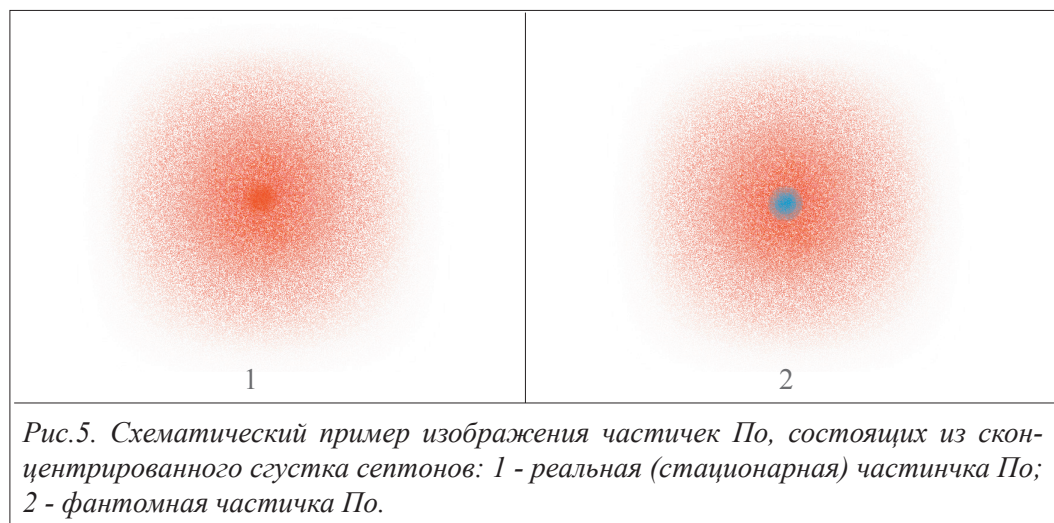 1
2
Рис.5. Схематический пример изображения частичек По, состоящих из скон-
центрированного сгустка септонов: 1 - реальная (стационарная) частинчка По;
2 - фантомная частичка По.